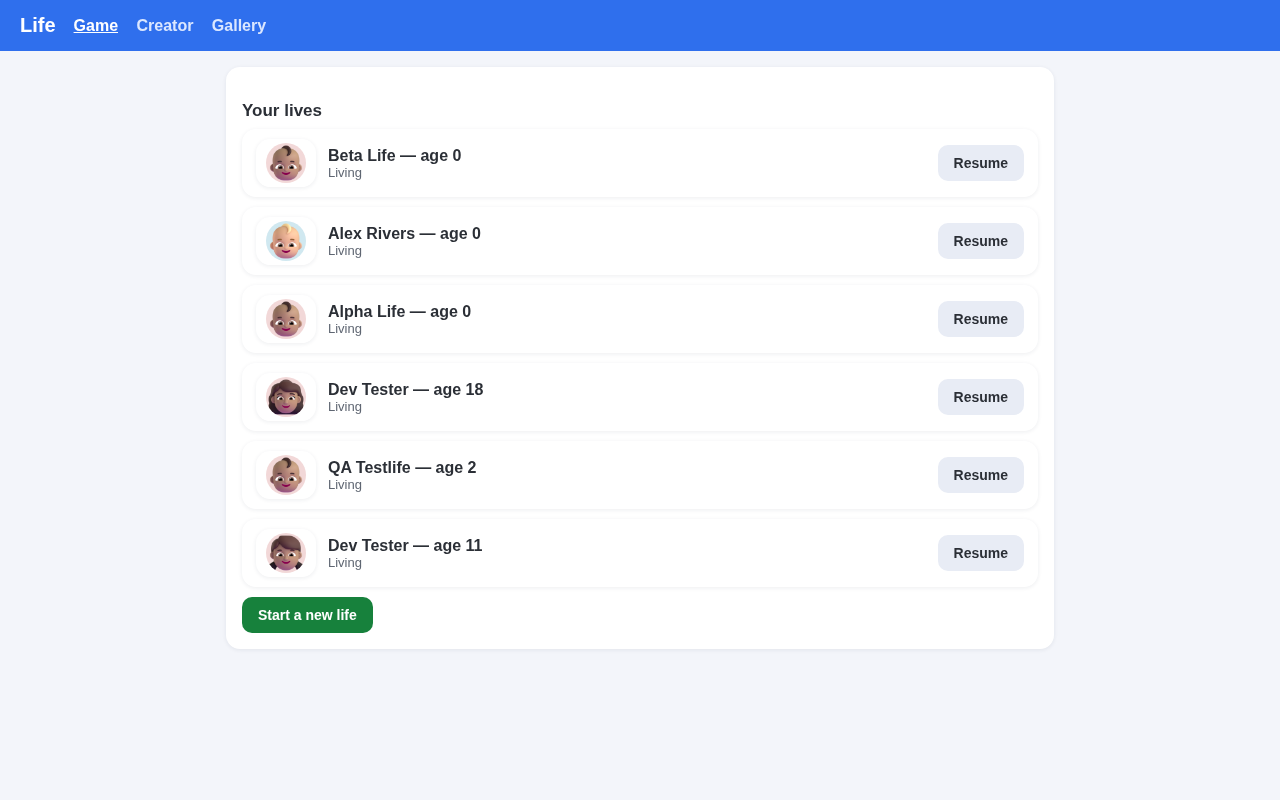 Life Game Creator Gallery
Your lives
Beta Life — age 0
Living
Resume
Alex Rivers — age 0
Living
Resume
Alpha Life — age 0
Living
Resume
Dev Tester — age 18
Living
Resume
QA Testlife — age 2
Living
Resume
Dev Tester — age 11
Living
Resume
Start a new life